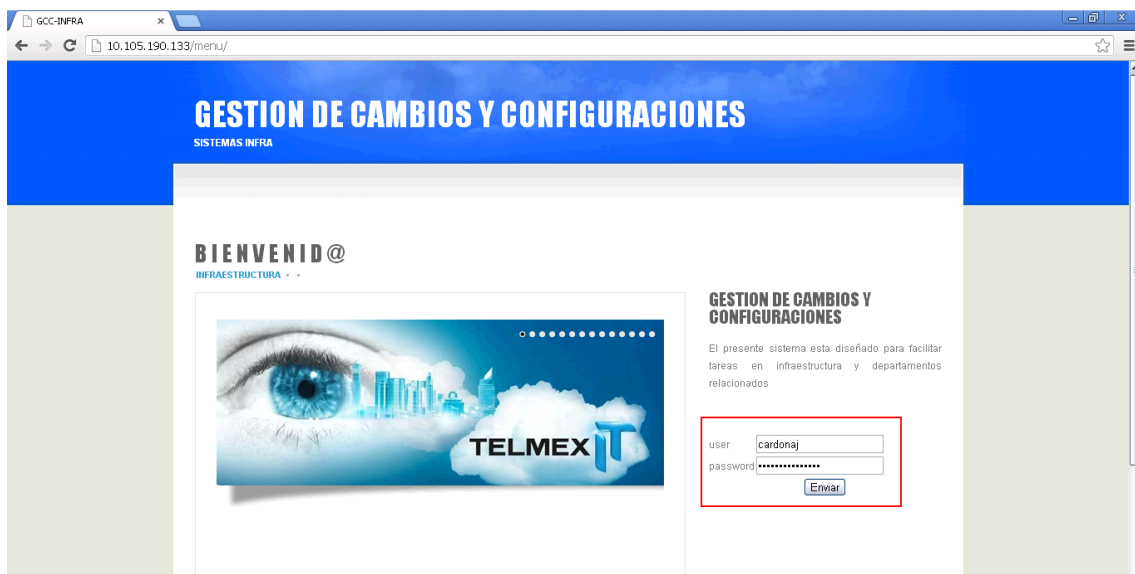 GCC-INFRA
10.105.190.133/menu/
GESTION DE CAMBIOS Y CONFIGURACIONES
SISTEMAS INFRA
BIENVENID@
INFRAESTRUCTURA
TELMEX IT
GESTION DE CAMBIOS Y
CONFIGURACIONES
El presente sistema esta diseñado para facilitar
tareas en infraestructura y departamentos
relacionados
user cardonaj
password •••••••••••••••
Enviar